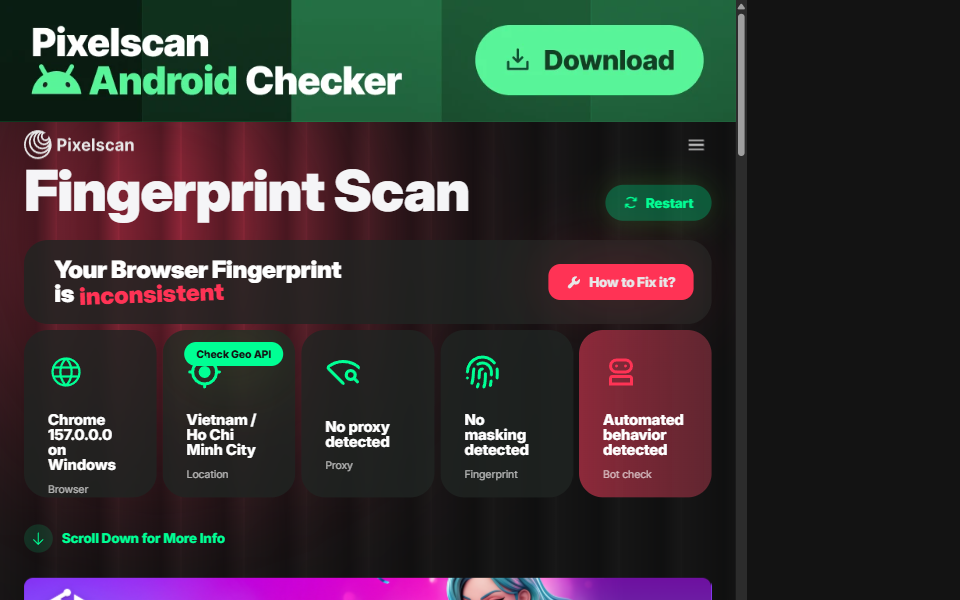 Pixelscan
Android Checker
Download
Pixelscan
Fingerprint Scan
Restart
Your Browser Fingerprint
is inconsistent
How to Fix it?
Chrome
157.0.0.0
on
Windows
Browser
Check Geo API
Vietnam /
Ho Chi
Minh City
Location
No proxy
detected
Proxy
No
masking
detected
Fingerprint
Automated
behavior
detected
Bot check
Scroll Down for More Info